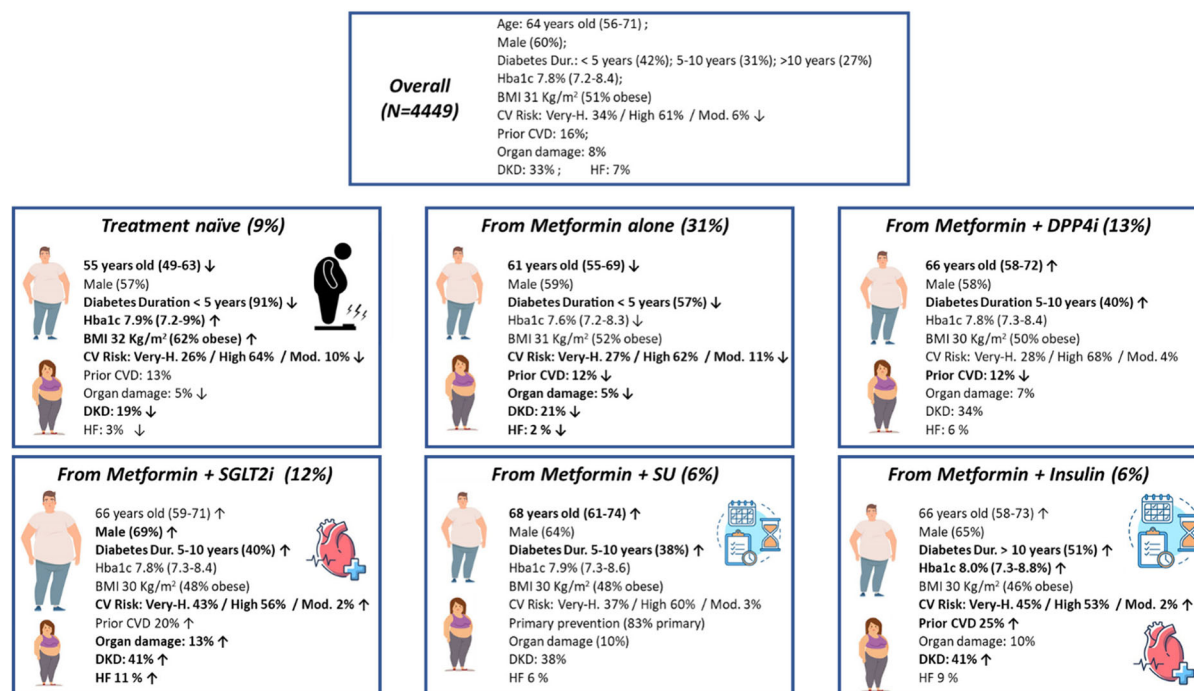 Overall
(N=4449)
Age: 64 years old (56-71) ;
Male (60%);
Diabetes Dur.: < 5 years (42%); 5-10 years (31%); >10 years (27%)
Hba1c 7.8% (7.2-8.4);
BMI 31 Kg/m² (51% obese)
CV Risk: Very-H. 34% / High 61% / Mod. 6% ↓
Prior CVD: 16%;
Organ damage: 8%
DKD: 33% ; HF: 7%
Treatment naïve (9%)
55 years old (49-63) ↓
Male (57%)
Diabetes Duration < 5 years (91%) ↓
Hba1c 7.9% (7.2-9%) ↑
BMI 32 Kg/m² (62% obese) ↑
CV Risk: Very-H. 26% / High 64% / Mod. 10% ↓
Prior CVD: 13%
Organ damage: 5% ↓
DKD: 19% ↓
HF: 3% ↓
From Metformin alone (31%)
61 years old (55-69) ↓
Male (59%)
Diabetes Duration < 5 years (57%) ↓
Hba1c 7.6% (7.2-8.3) ↓
BMI 31 Kg/m² (52% obese)
CV Risk: Very-H. 27% / High 62% / Mod. 11% ↓
Prior CVD: 12% ↓
Organ damage: 5% ↓
DKD: 21% ↓
HF: 2 % ↓
From Metformin + DPP4i (13%)
66 years old (58-72) ↑
Male (58%)
Diabetes Duration 5-10 years (40%) ↑
Hba1c 7.8% (7.3-8.4)
BMI 30 Kg/m² (50% obese)
CV Risk: Very-H. 28% / High 68% / Mod. 4%
Prior CVD: 12% ↓
Organ damage: 7%
DKD: 34%
HF: 6 %
From Metformin + SGLT2i (12%)
66 years old (59-71) ↑
Male (69%) ↑
Diabetes Dur. 5-10 years (40%) ↑
Hba1c 7.8% (7.3-8.4)
BMI 30 Kg/m² (48% obese)
CV Risk: Very-H. 43% / High 56% / Mod. 2% ↑
Prior CVD 20% ↑
Organ damage: 13% ↑
DKD: 41% ↑
HF 11 % ↑
From Metformin + SU (6%)
68 years old (61-74) ↑
Male (64%)
Diabetes Dur. 5-10 years (38%) ↑
Hba1c 7.9% (7.3-8.6)
BMI 30 Kg/m² (48% obese)
CV Risk: Very-H. 37% / High 60% / Mod. 3%
Primary prevention (83% primary)
Organ damage (10%)
DKD: 38%
HF 6 %
From Metformin + Insulin (6%)
66 years old (58-73) ↑
Male (65%)
Diabetes Dur. > 10 years (51%) ↑
Hba1c 8.0% (7.3-8.8%) ↑
BMI 30 Kg/m² (46% obese)
CV Risk: Very-H. 45% / High 53% / Mod. 2% ↑
Prior CVD 25% ↑
Organ damage: 10%
DKD: 41% ↑
HF 9 %